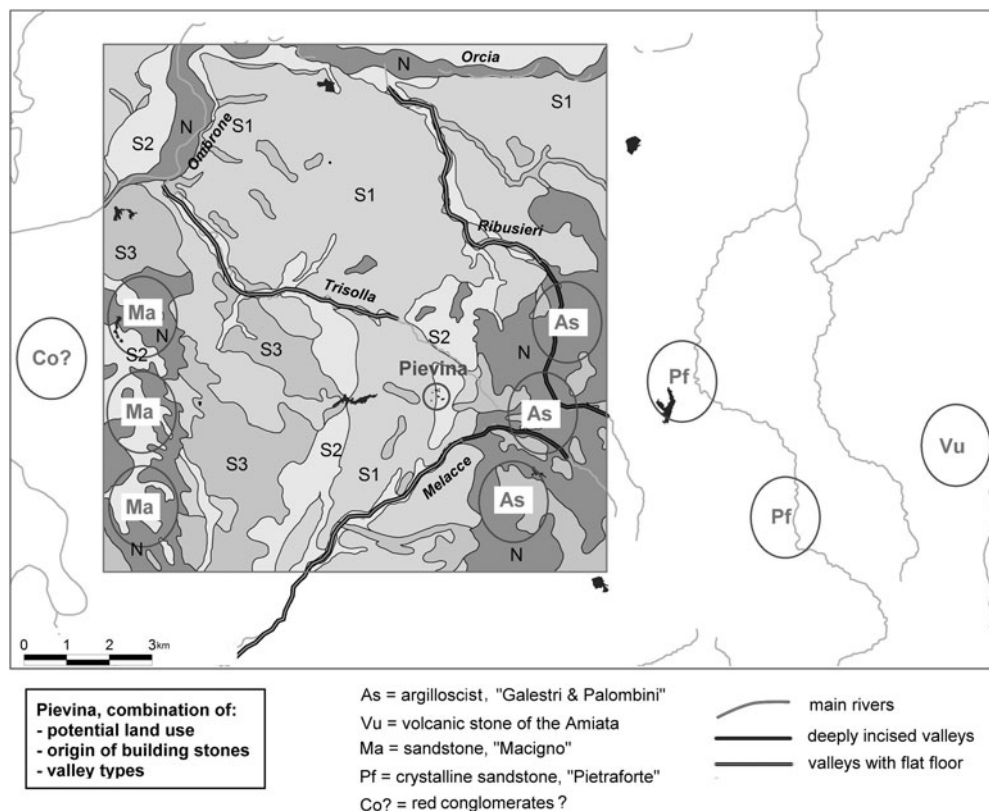 Orcia
N
S1
S1
N
S2
Ombrone
S1
Ribusieri
S3
Trisolla
Ma
As
S2
N
S3
S2
N
Co?
Pievina
Pf
Ma
As
S2
S3
S1
Vu
Melacce
Ma
As
Pf
N
N
0 1 2 3 km
Pievina, combination of:
- potential land use
- origin of building stones
- valley types
As = argilloscist, "Galestri & Palombini"
Vu = volcanic stone of the Amiata
Ma = sandstone, "Macigno"
Pf = crystalline sandstone, "Pietraforte"
Co? = red conglomerates ?
main rivers
deeply incised valleys
valleys with flat floor